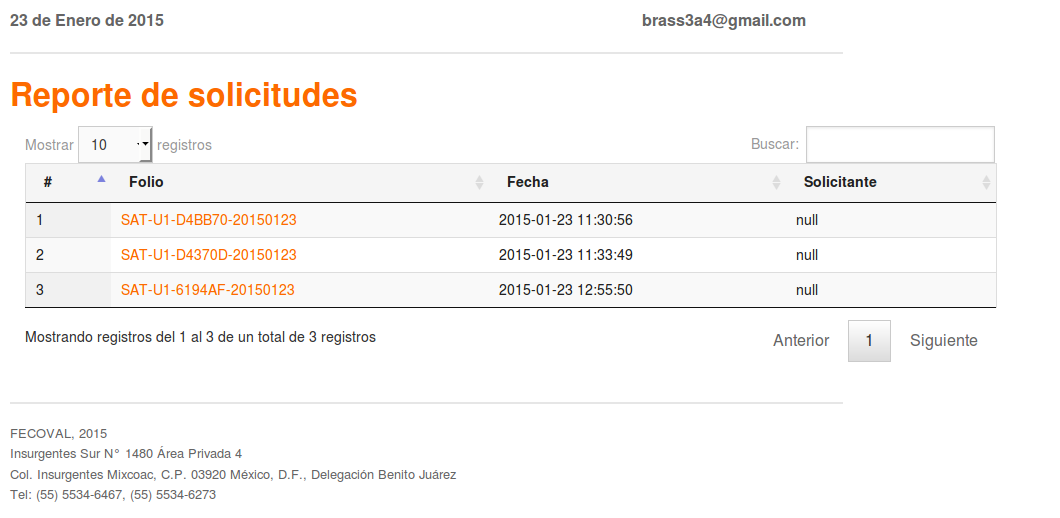 23 de Enero de 2015 brass3a4@gmail.com
Reporte de solicitudes
Mostrar 10 registros Buscar:
# Folio Fecha Solicitante
1 SAT-U1-D4BB70-20150123 2015-01-23 11:30:56 null
2 SAT-U1-D4370D-20150123 2015-01-23 11:33:49 null
3 SAT-U1-6194AF-20150123 2015-01-23 12:55:50 null
Mostrando registros del 1 al 3 de un total de 3 registros Anterior 1 Siguiente
FECOVAL, 2015
Insurgentes Sur N° 1480 Área Privada 4
Col. Insurgentes Mixcoac, C.P. 03920 México, D.F., Delegación Benito Juárez
Tel: (55) 5534-6467, (55) 5534-6273